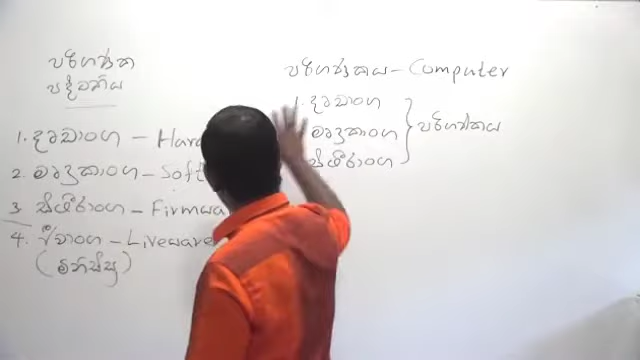 පරිගණක
පද්ධතිය
1. දෘඩාංග - Hard
2. මෘදුකාංග - Soft
3. ස්ථිරාංග - Firmwa
4. ජීවාංග - Liveware
(මිනිස්සු)
පරිගණකය - Computer
1. දෘඩාංග
මෘදුකාංග
ස්ථිරාංග
පරිගණකය